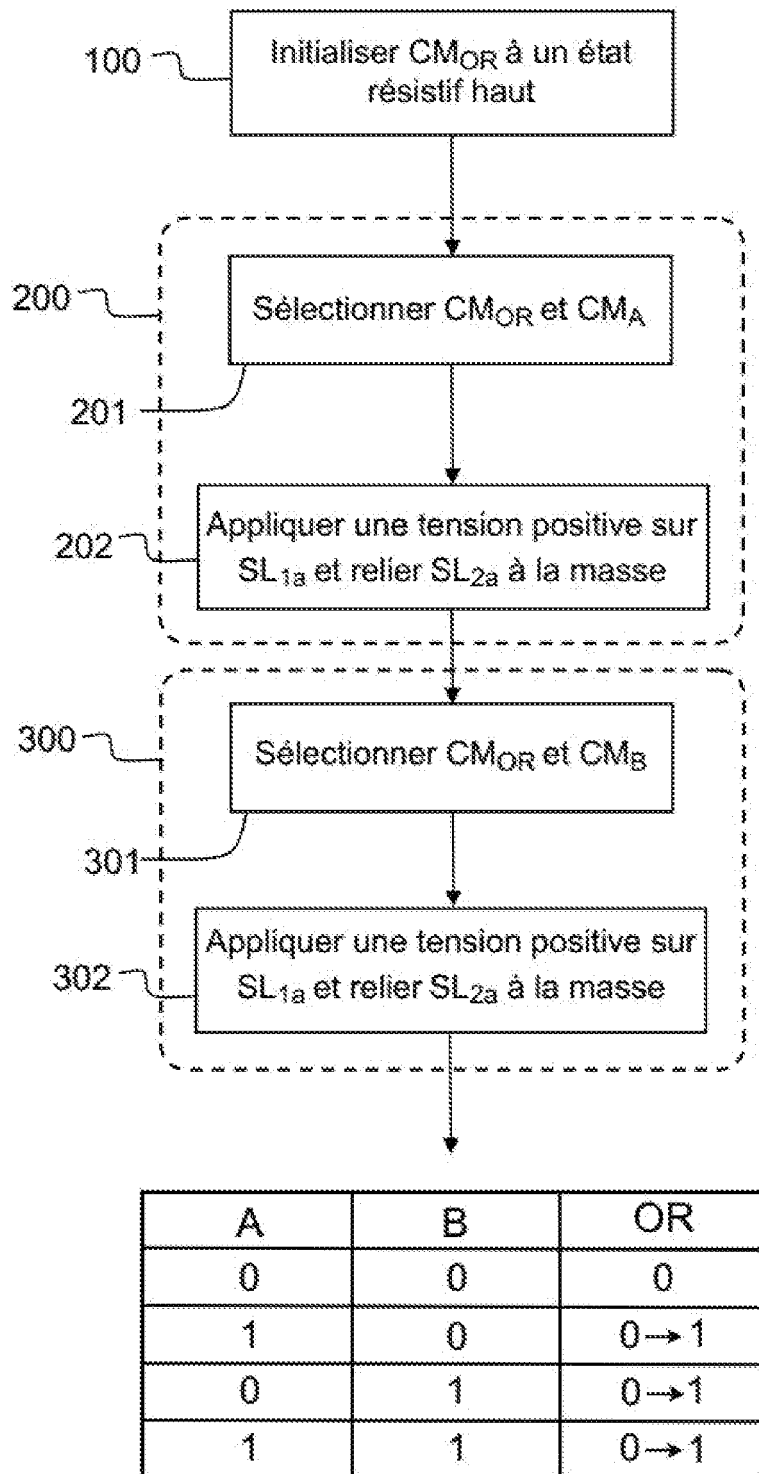 100
Initialiser CM_OR à un état
résistif haut
200
Sélectionner CM_OR et CM_A
201
Appliquer une tension positive sur
202
SL_1a et relier SL_2a à la masse
300
Sélectionner CM_OR et CM_B
301
Appliquer une tension positive sur
302
SL_1a et relier SL_2a à la masse
A B OR
0 0 0
1 0 0→1
0 1 0→1
1 1 0→1